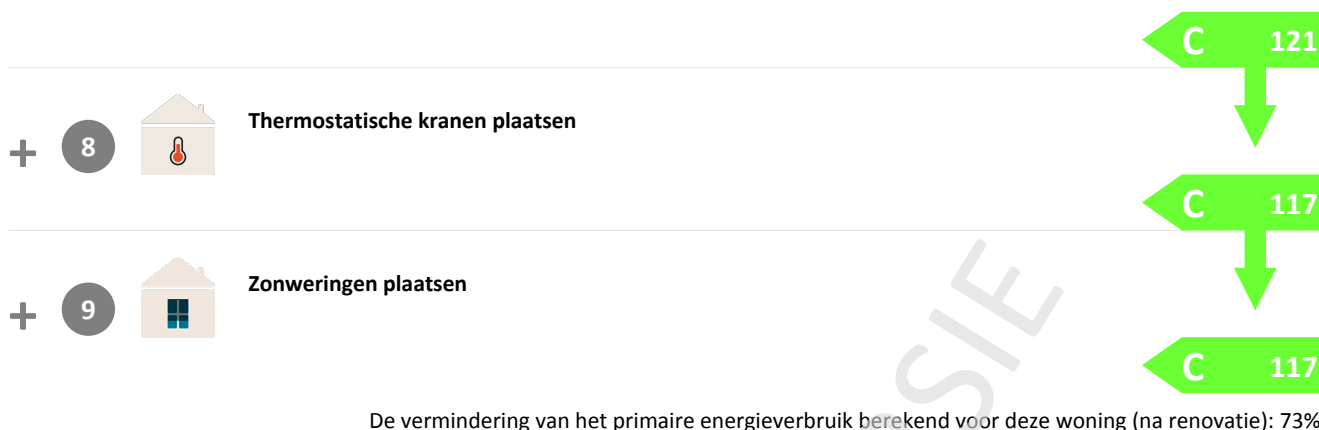 C 121
+ 8 Thermostatische kranen plaatsen
C 117
+ 9 Zonweringen plaatsen
C 117
De vermindering van het primaire energieverbruik berekend voor deze woning (na renovatie): 73%